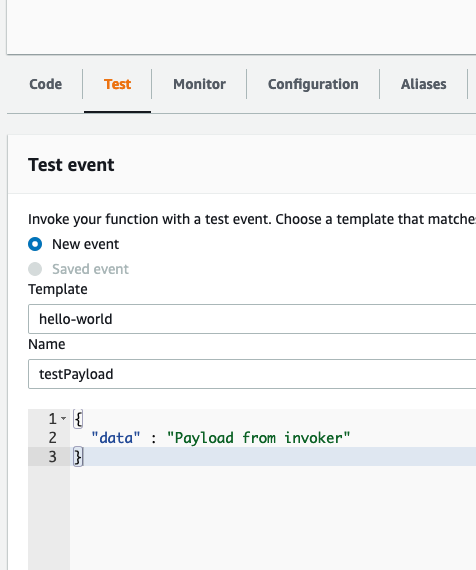 Code Test Monitor Configuration Aliases
Test event
Invoke your function with a test event. Choose a template that matche
New event
Saved event
Template
hello-world
Name
testPayload
1 {
2 "data" : "Payload from invoker"
3 }